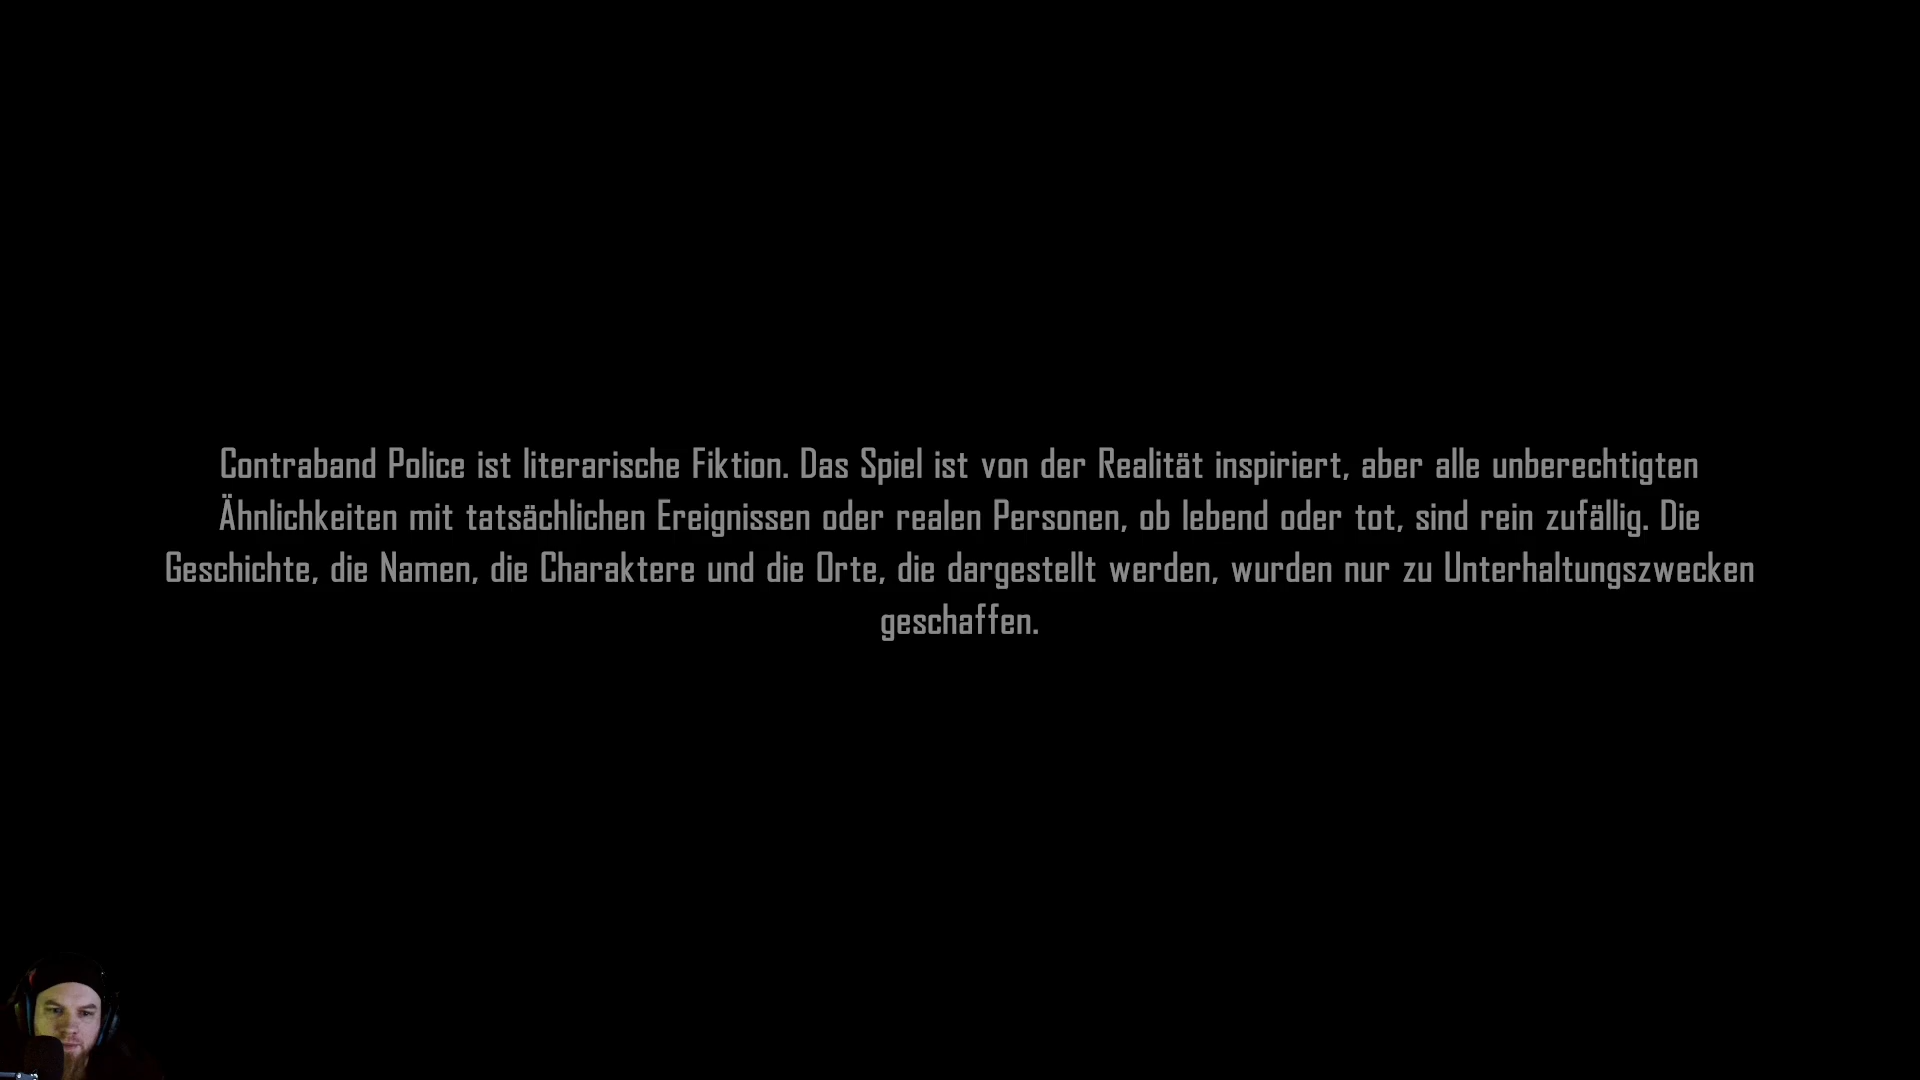 Contraband Police ist literarische Fiktion. Das Spiel ist von der Realität inspiriert, aber alle unberechtigten
Ähnlichkeiten mit tatsächlichen Ereignissen oder realen Personen, ob lebend oder tot, sind rein zufällig. Die
Geschichte, die Namen, die Charaktere und die Orte, die dargestellt werden, wurden nur zu Unterhaltungszwecken
geschaffen.